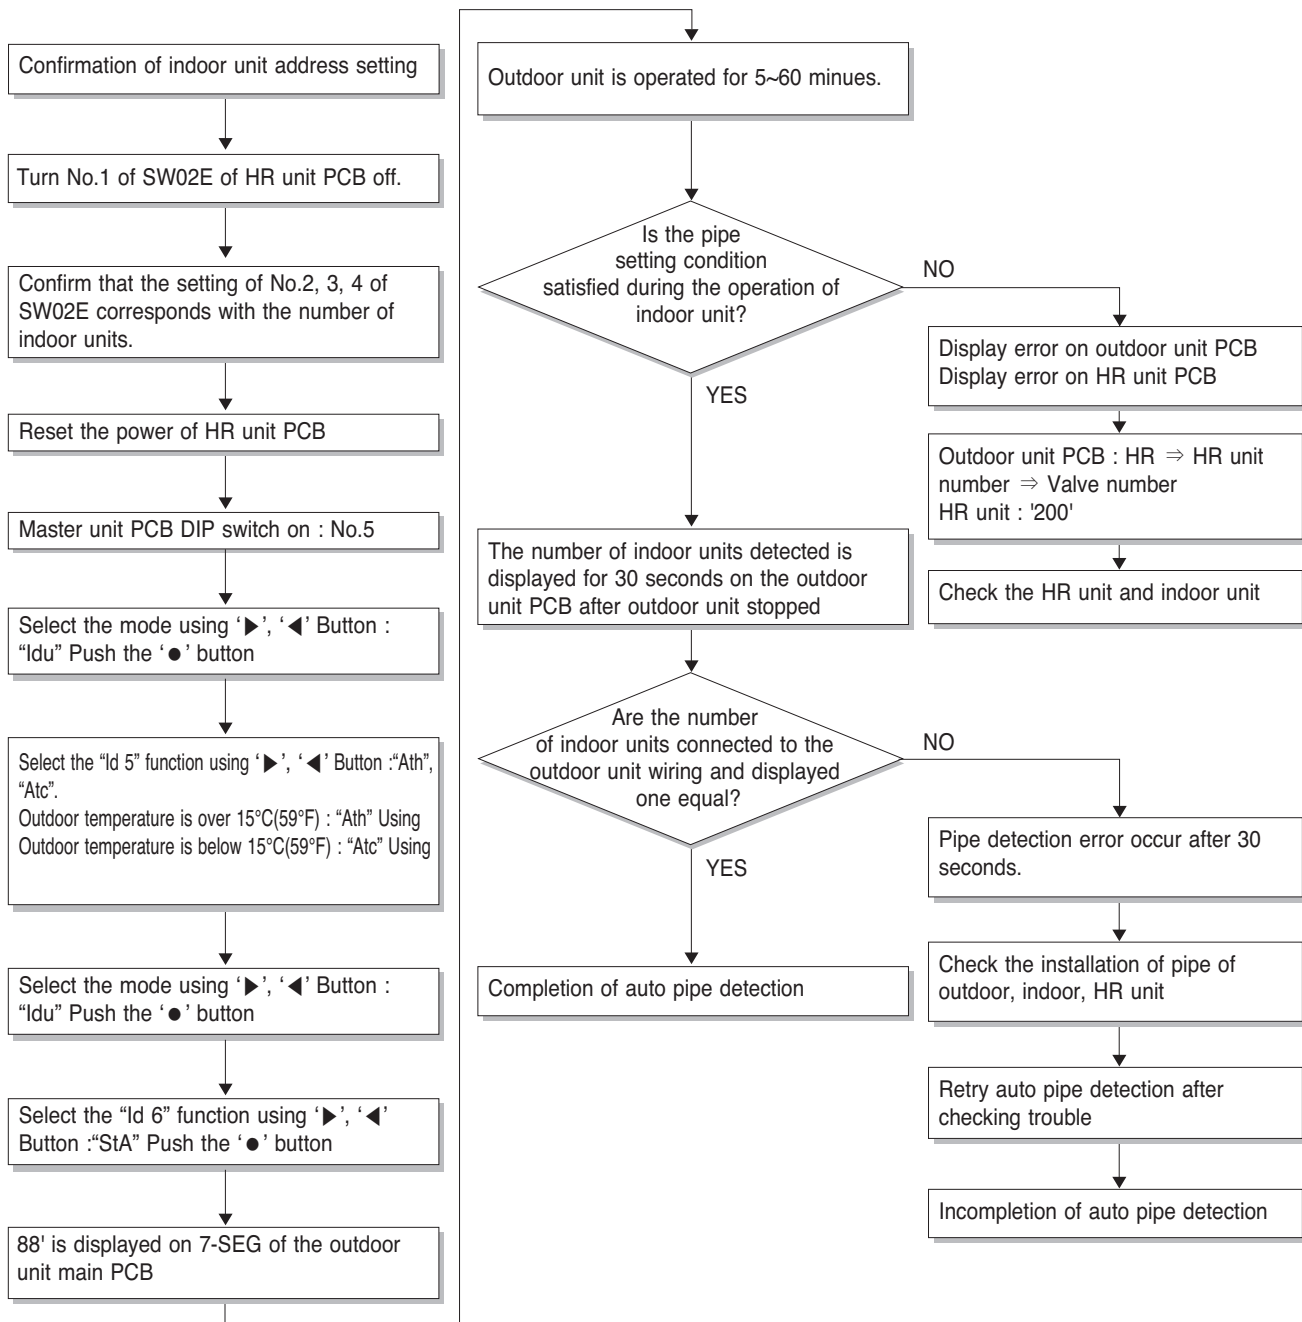 Confirmation of indoor unit address setting
Turn No.1 of SW02E of HR unit PCB off.
Confirm that the setting of No.2, 3, 4 of
SW02E corresponds with the number of
indoor units.
Reset the power of HR unit PCB
Master unit PCB DIP switch on : No.5
Select the mode using ‘▶’, ‘◀’ Button :
“Idu” Push the ‘●’ button
Select the “Id 5” function using ‘▶’, ‘◀’ Button :“Ath”,
“Atc”.
Outdoor temperature is over 15°C(59°F) : “Ath” Using
Outdoor temperature is below 15°C(59°F) : “Atc” Using
Select the mode using ‘▶’, ‘◀’ Button :
“Idu” Push the ‘●’ button
Select the “Id 6” function using ‘▶’, ‘◀’
Button :“StA” Push the ‘●’ button
88' is displayed on 7-SEG of the outdoor
unit main PCB
Outdoor unit is operated for 5~60 minues.
Is the pipe
setting condition
satisfied during the operation of
indoor unit?
NO
Display error on outdoor unit PCB
Display error on HR unit PCB
Outdoor unit PCB : HR ⇒ HR unit
number ⇒ Valve number
HR unit : '200'
Check the HR unit and indoor unit
YES
The number of indoor units detected is
displayed for 30 seconds on the outdoor
unit PCB after outdoor unit stopped
Are the number
of indoor units connected to the
outdoor unit wiring and displayed
one equal?
NO
Pipe detection error occur after 30
seconds.
Check the installation of pipe of
outdoor, indoor, HR unit
Retry auto pipe detection after
checking trouble
Incompletion of auto pipe detection
YES
Completion of auto pipe detection